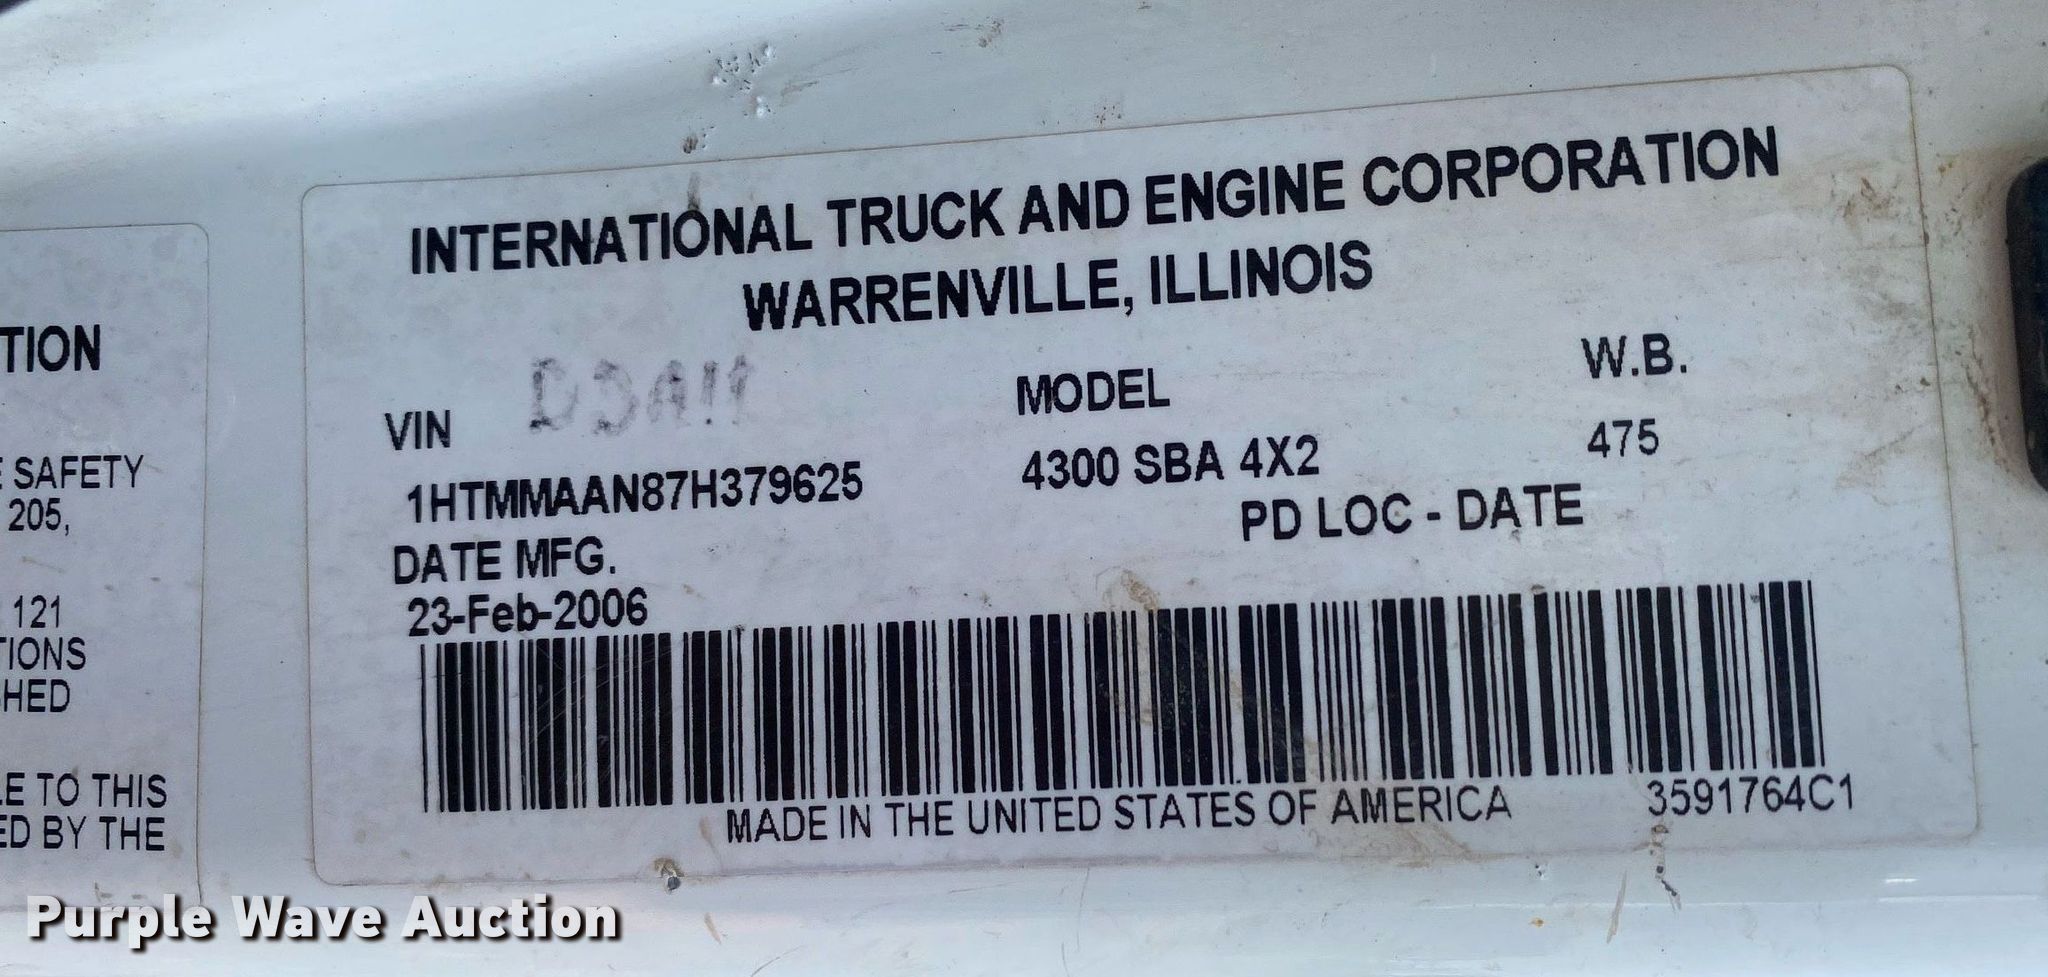 INTERNATIONAL TRUCK AND ENGINE CORPORATION
WARRENVILLE, ILLINOIS
VIN MODEL W.B.
1HTMMAAN87H379625 4300 SBA 4X2 475
DATE MFG. PD LOC - DATE
23-Feb-2006
MADE IN THE UNITED STATES OF AMERICA 3591764C1
TION
SAFETY
205,
121
TIONS
SHED
LE TO THIS
ED BY THE
Purple Wave Auction